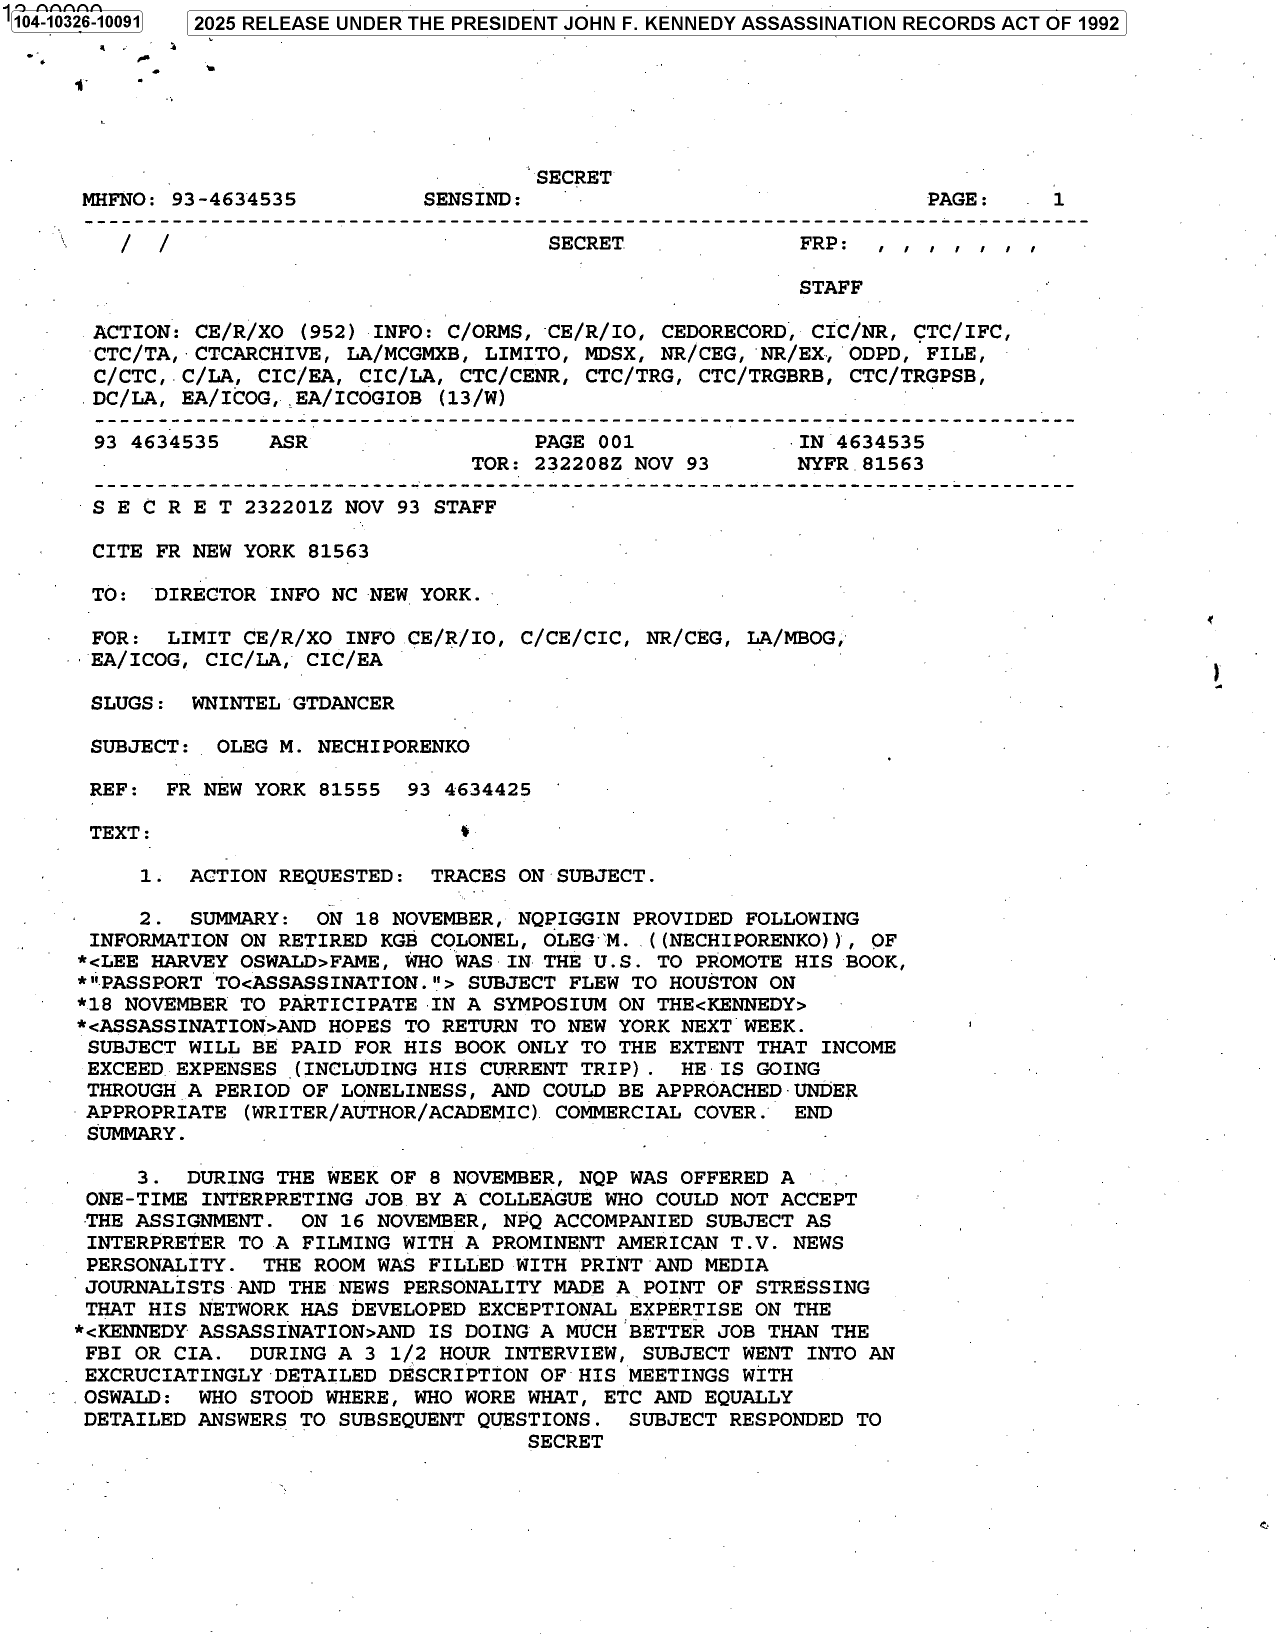 104-10326-10091
2025 RELEASE UNDER THE PRESIDENT JOHN F. KENNEDY ASSASSINATION RECORDS ACT OF 1992
SECRET
MHFNO: 93-4634535 SENSIND: PAGE: 1
/ / SECRET FRP: , , , , , , ,
STAFF
ACTION: CE/R/XO (952) INFO: C/ORMS, CE/R/IO, CEDORECORD, CIC/NR, CTC/IFC,
CTC/TA, CTCARCHIVE, LA/MCGMXB, LIMITO, MDSX, NR/CEG, NR/EX, ODPD, FILE,
C/CTC, C/LA, CIC/EA, CIC/LA, CTC/CENR, CTC/TRG, CTC/TRGBRB, CTC/TRGPSB,
DC/LA, EA/ICOG, EA/ICOGIOB (13/W)
93 4634535 ASR PAGE 001 IN 4634535
TOR: 232208Z NOV 93 NYFR 81563
S E C R E T 232201Z NOV 93 STAFF
CITE FR NEW YORK 81563
TO: DIRECTOR INFO NC NEW YORK.
FOR: LIMIT CE/R/XO INFO CE/R/IO, C/CE/CIC, NR/CEG, LA/MBOG,
EA/ICOG, CIC/LA, CIC/EA
SLUGS: WNINTEL GTDANCER
SUBJECT: OLEG M. NECHIPORENKO
REF: FR NEW YORK 81555 93 4634425
TEXT:
1. ACTION REQUESTED: TRACES ON SUBJECT.
2. SUMMARY: ON 18 NOVEMBER, NQPIGGIN PROVIDED FOLLOWING
INFORMATION ON RETIRED KGB COLONEL, OLEG M. ((NECHIPORENKO)), OF
*<LEE HARVEY OSWALD>FAME, WHO WAS IN THE U.S. TO PROMOTE HIS BOOK,
*"PASSPORT TO<ASSASSINATION."> SUBJECT FLEW TO HOUSTON ON
*18 NOVEMBER TO PARTICIPATE IN A SYMPOSIUM ON THE<KENNEDY>
*<ASSASSINATION>AND HOPES TO RETURN TO NEW YORK NEXT WEEK.
SUBJECT WILL BE PAID FOR HIS BOOK ONLY TO THE EXTENT THAT INCOME
EXCEED EXPENSES (INCLUDING HIS CURRENT TRIP). HE IS GOING
THROUGH A PERIOD OF LONELINESS, AND COULD BE APPROACHED UNDER
APPROPRIATE (WRITER/AUTHOR/ACADEMIC) COMMERCIAL COVER. END
SUMMARY.
3. DURING THE WEEK OF 8 NOVEMBER, NQP WAS OFFERED A
ONE-TIME INTERPRETING JOB BY A COLLEAGUE WHO COULD NOT ACCEPT
THE ASSIGNMENT. ON 16 NOVEMBER, NPQ ACCOMPANIED SUBJECT AS
INTERPRETER TO A FILMING WITH A PROMINENT AMERICAN T.V. NEWS
PERSONALITY. THE ROOM WAS FILLED WITH PRINT AND MEDIA
JOURNALISTS AND THE NEWS PERSONALITY MADE A POINT OF STRESSING
THAT HIS NETWORK HAS DEVELOPED EXCEPTIONAL EXPERTISE ON THE
*<KENNEDY ASSASSINATION>AND IS DOING A MUCH BETTER JOB THAN THE
FBI OR CIA. DURING A 3 1/2 HOUR INTERVIEW, SUBJECT WENT INTO AN
EXCRUCIATINGLY DETAILED DESCRIPTION OF HIS MEETINGS WITH
OSWALD: WHO STOOD WHERE, WHO WORE WHAT, ETC AND EQUALLY
DETAILED ANSWERS TO SUBSEQUENT QUESTIONS. SUBJECT RESPONDED TO
SECRET